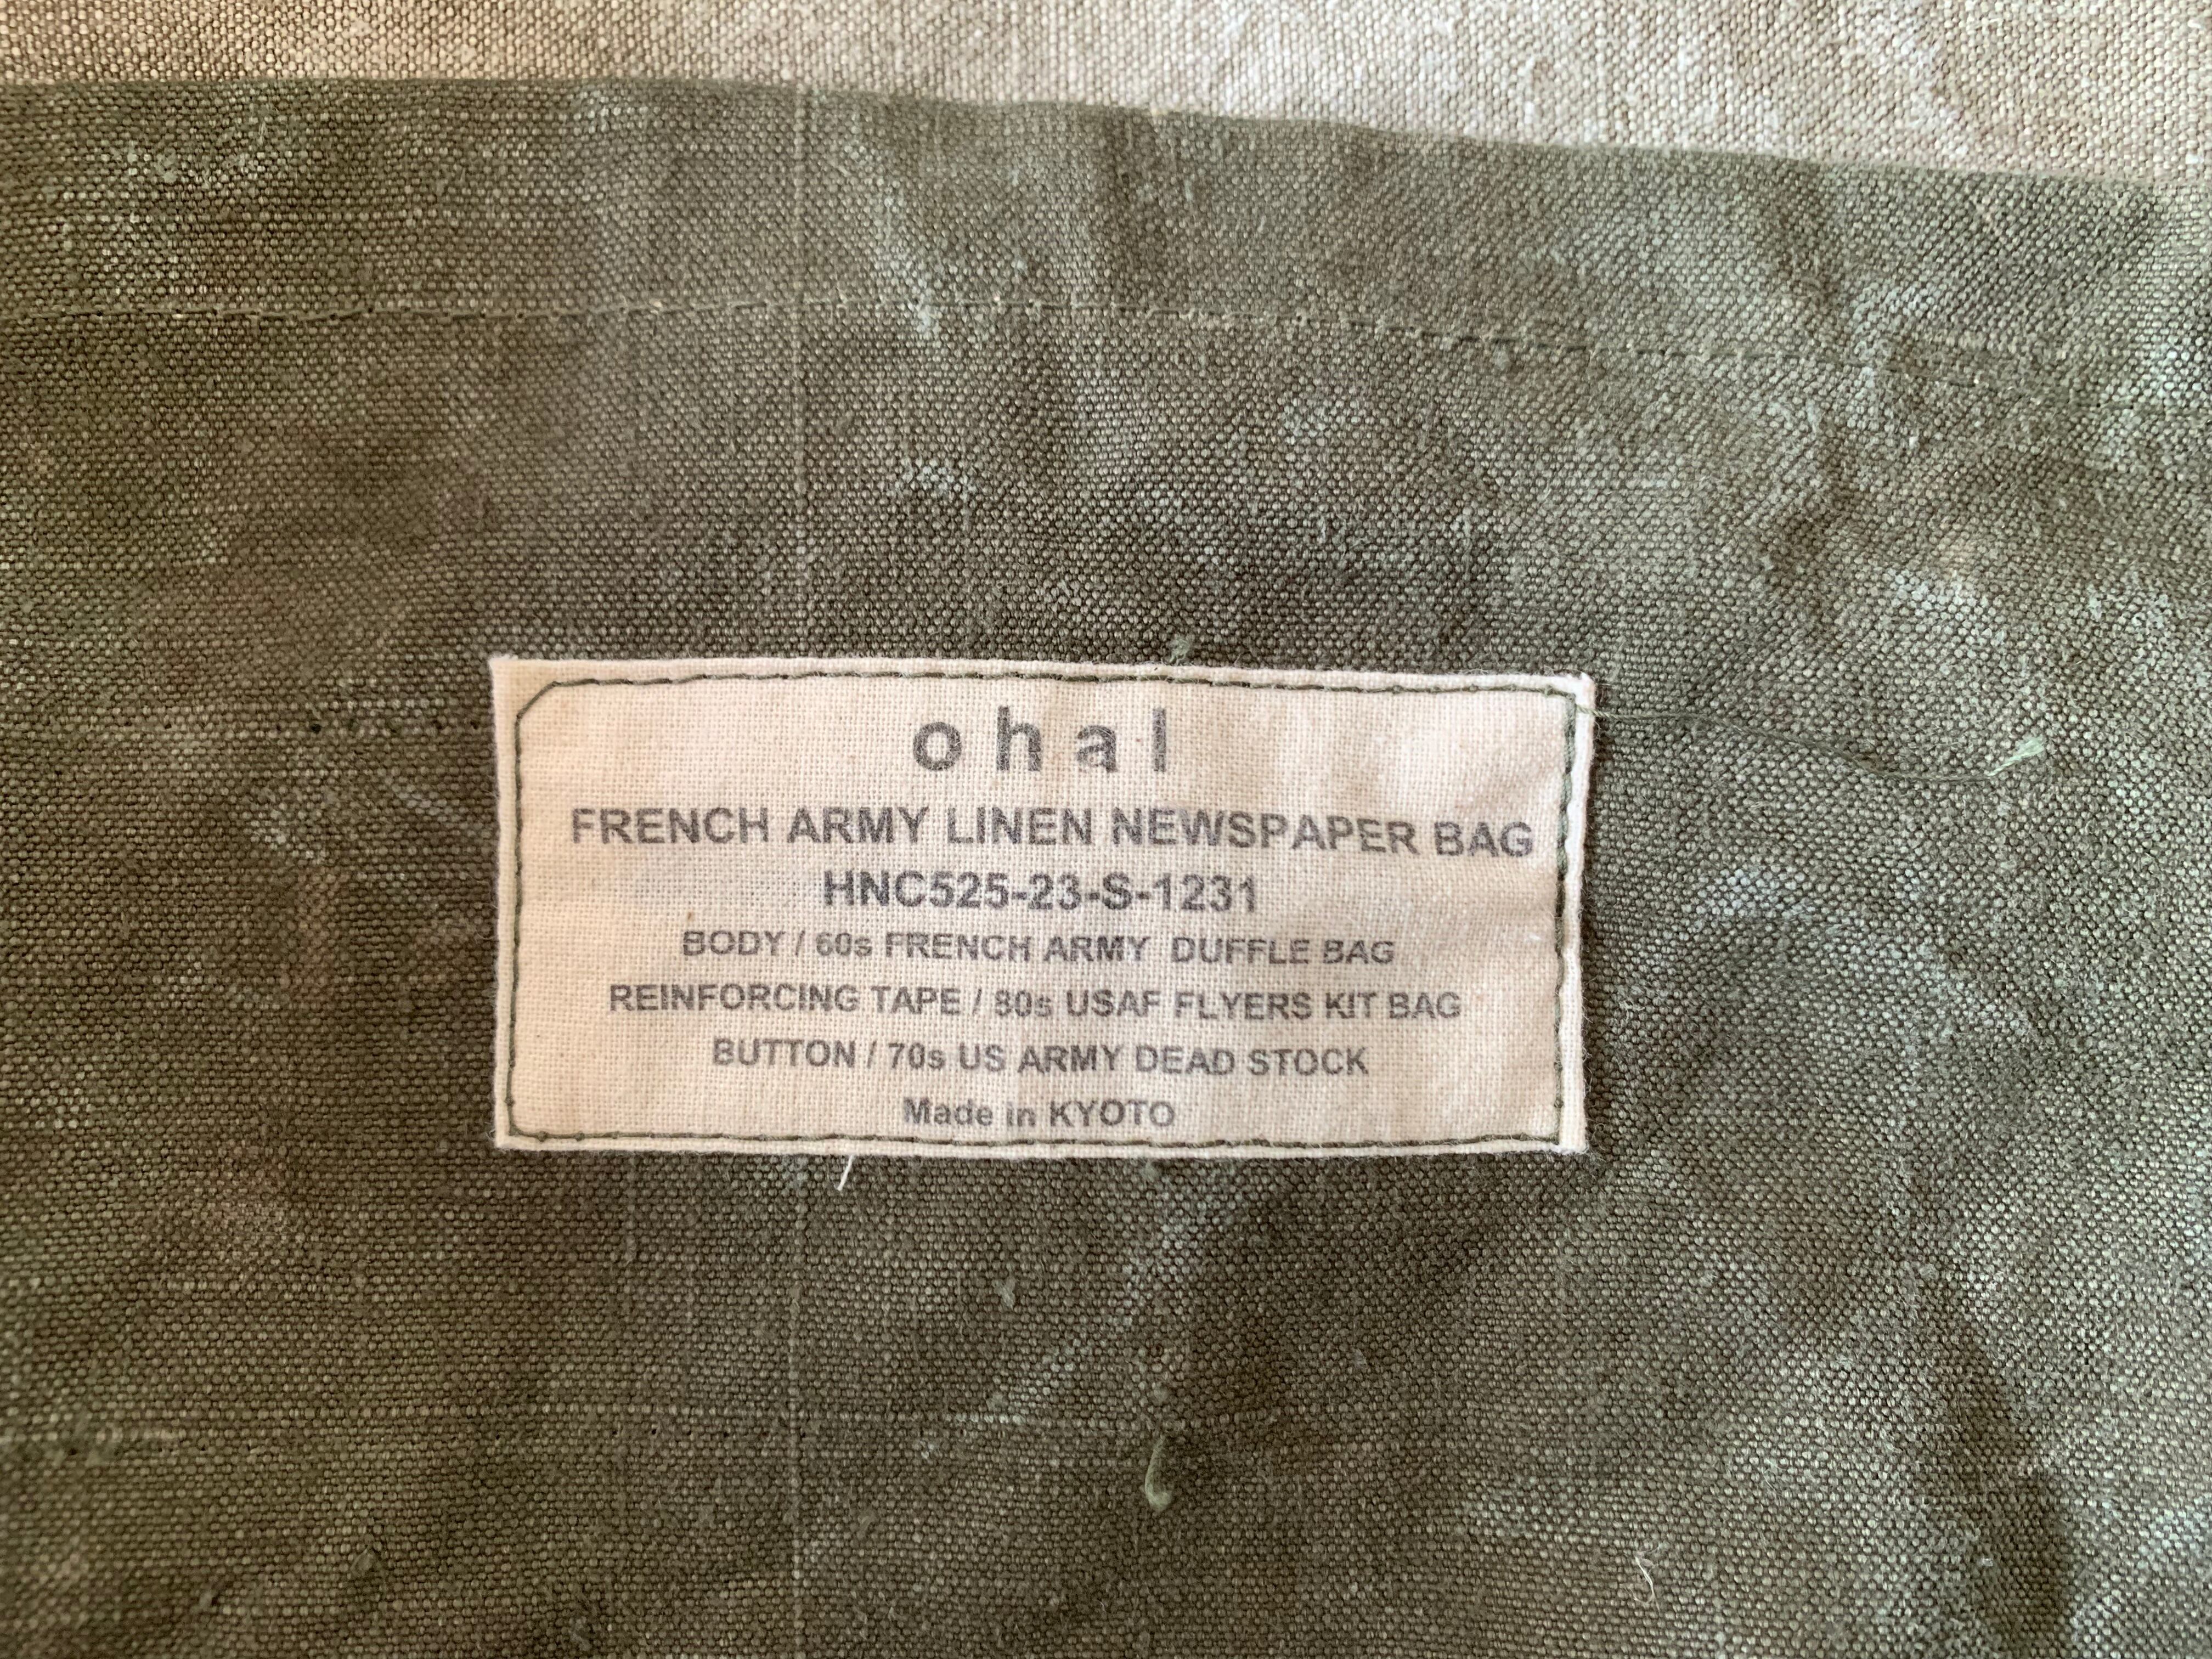 ohal
FRENCH ARMY LINEN NEWSPAPER BAG
HNC525-23-S-1231
BODY / 60s FRENCH ARMY DUFFLE BAG
REINFORCING TAPE / 80s USAF FLYERS KIT BAG
BUTTON / 70s US ARMY DEAD STOCK
Made in KYOTO